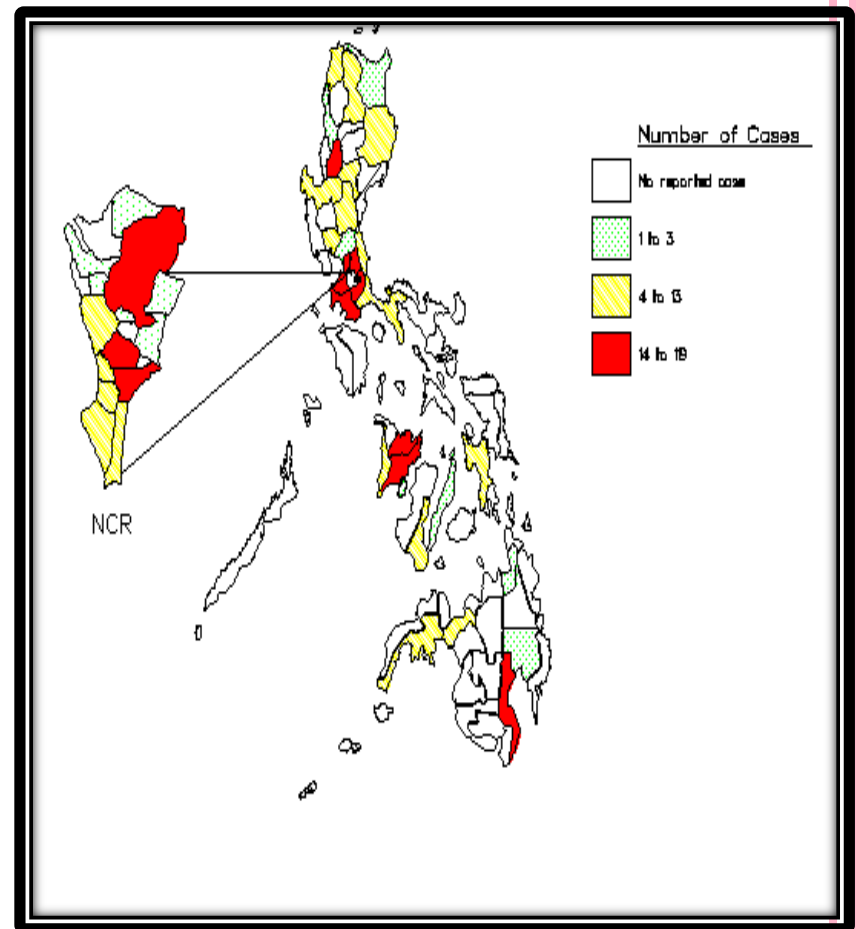 Number of Cases
No reported case
1 to 3
4 to 13
14 to 19
NCR